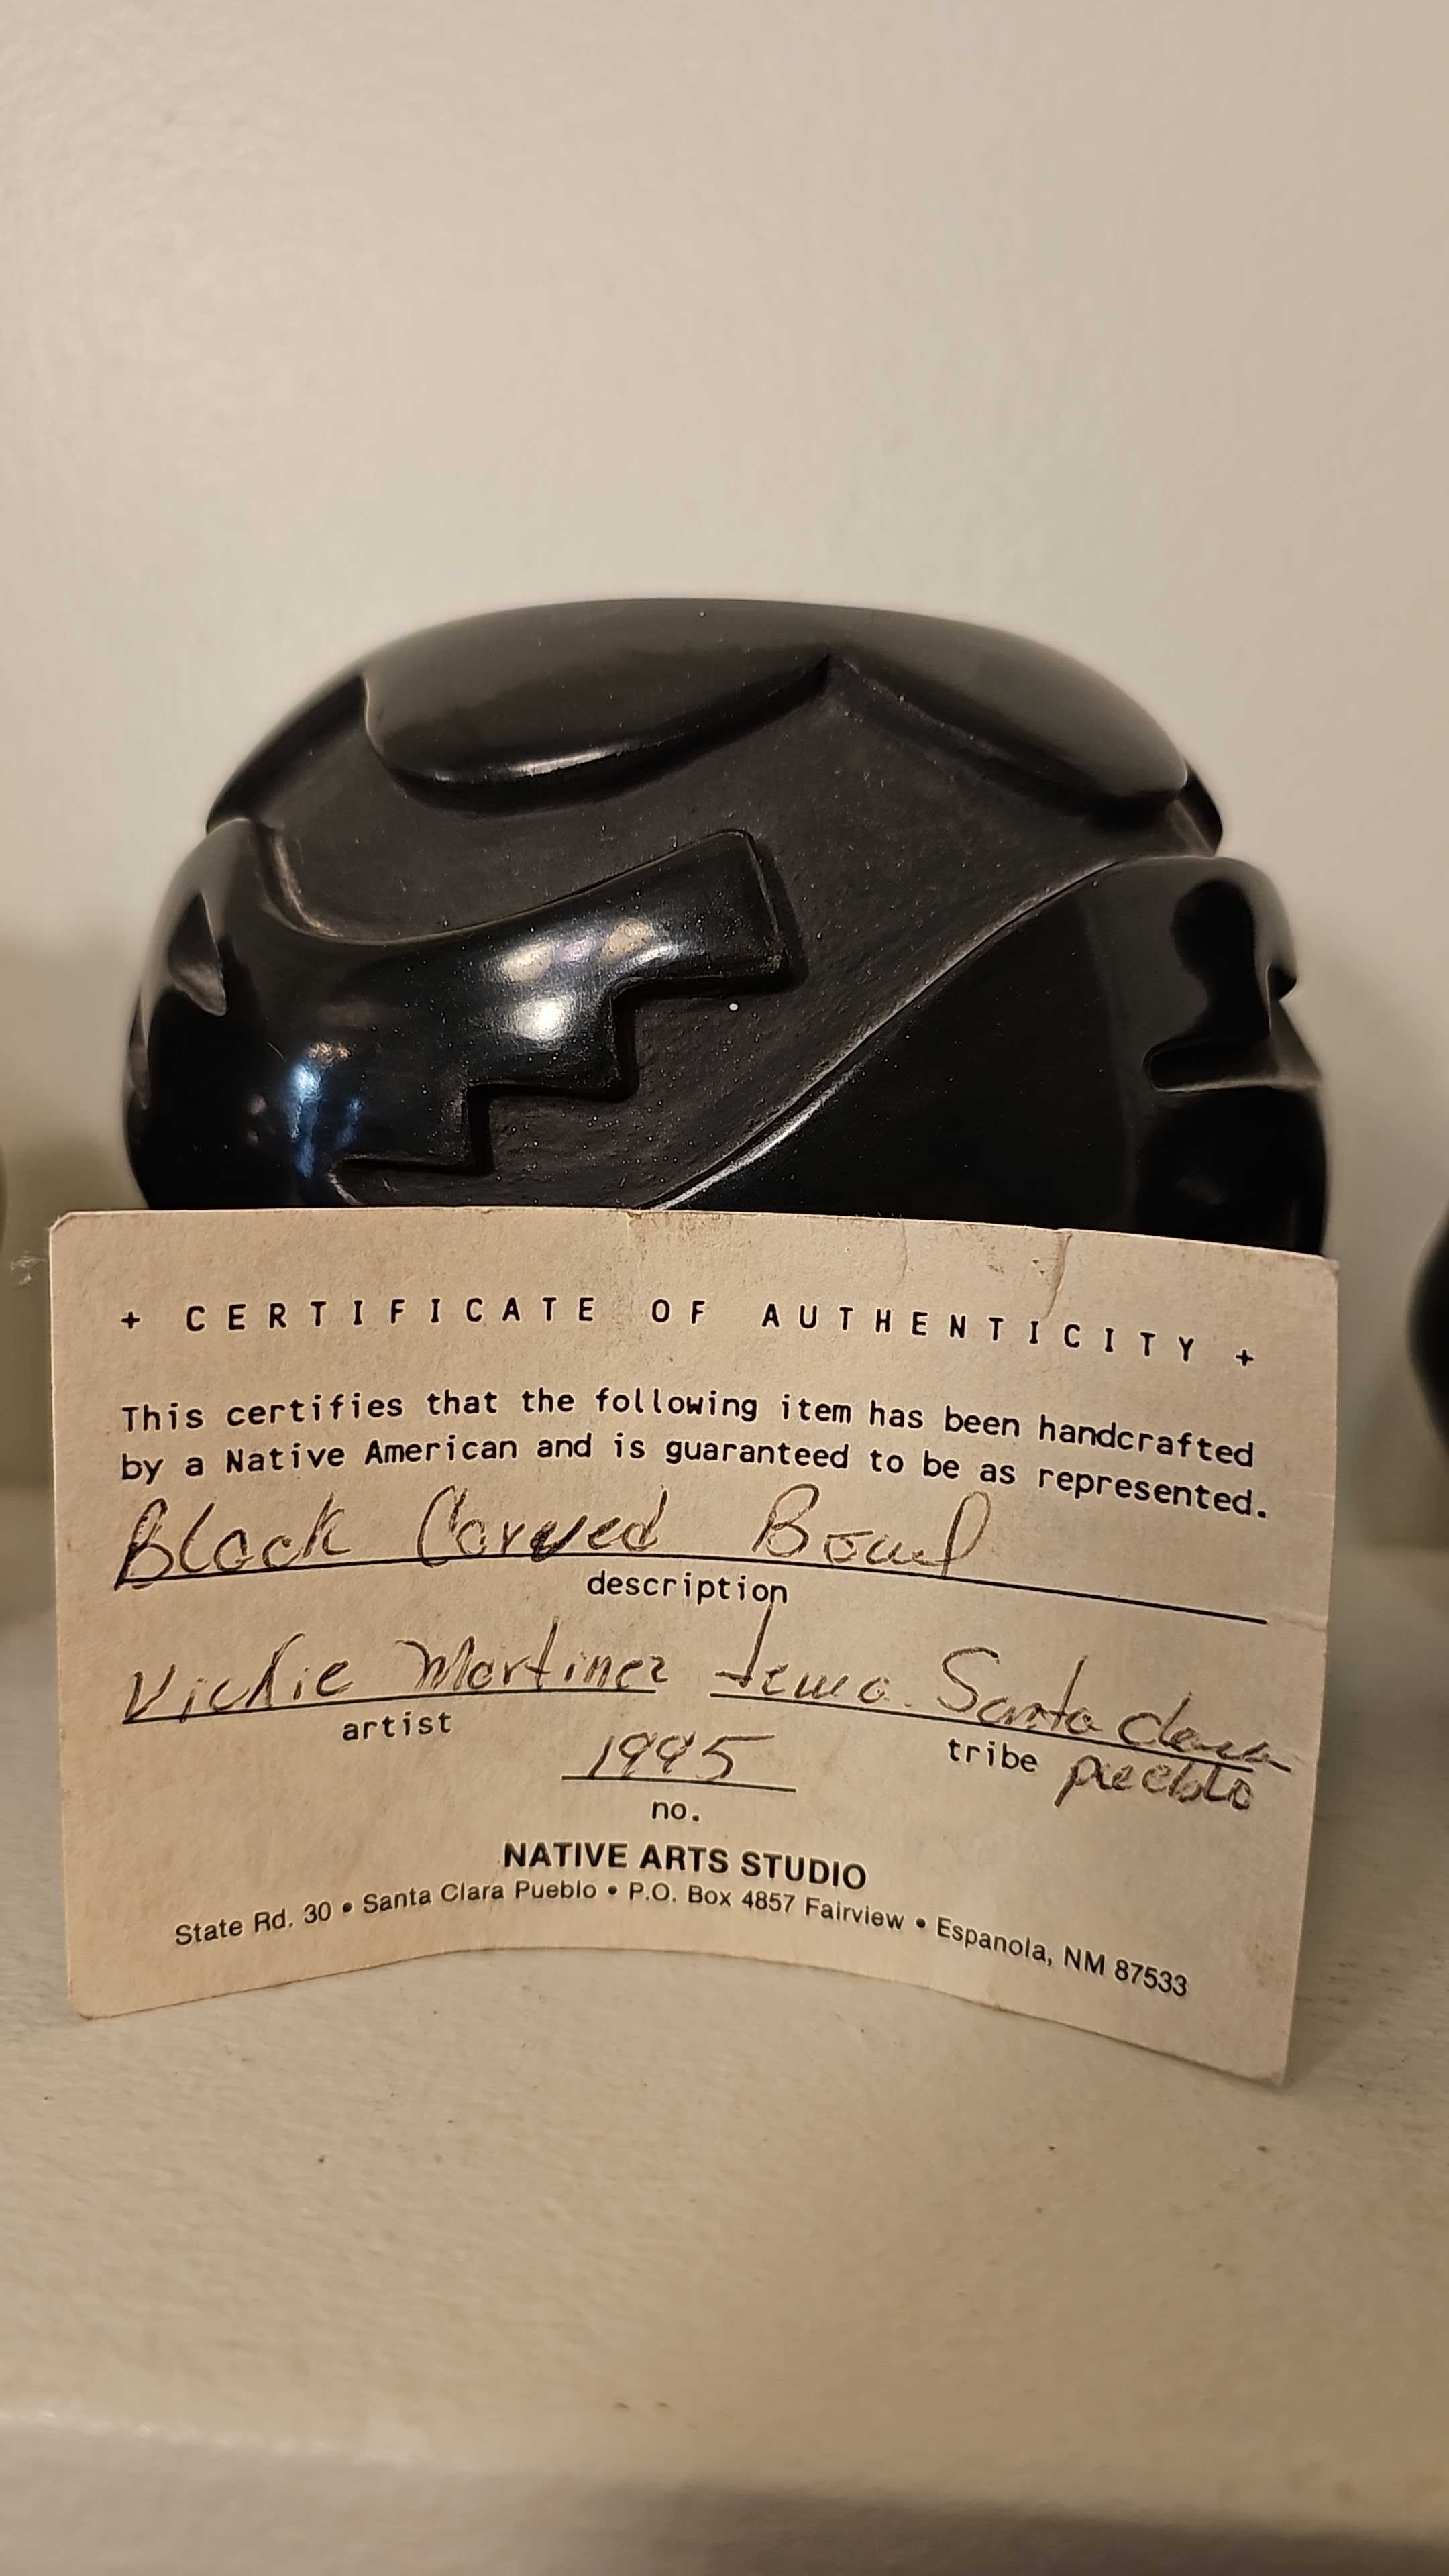 + CERTIFICATE OF AUTHENTICITY +
This certifies that the following item has been handcrafted
by a Native American and is guaranteed to be as represented.
Black Carved Bowl
description
Vickie Martinez Tewa. Santa Clara
artist tribe pueblo
1995
no.
NATIVE ARTS STUDIO
State Rd. 30 • Santa Clara Pueblo • P.O. Box 4857 Fairview • Espanola, NM 87533